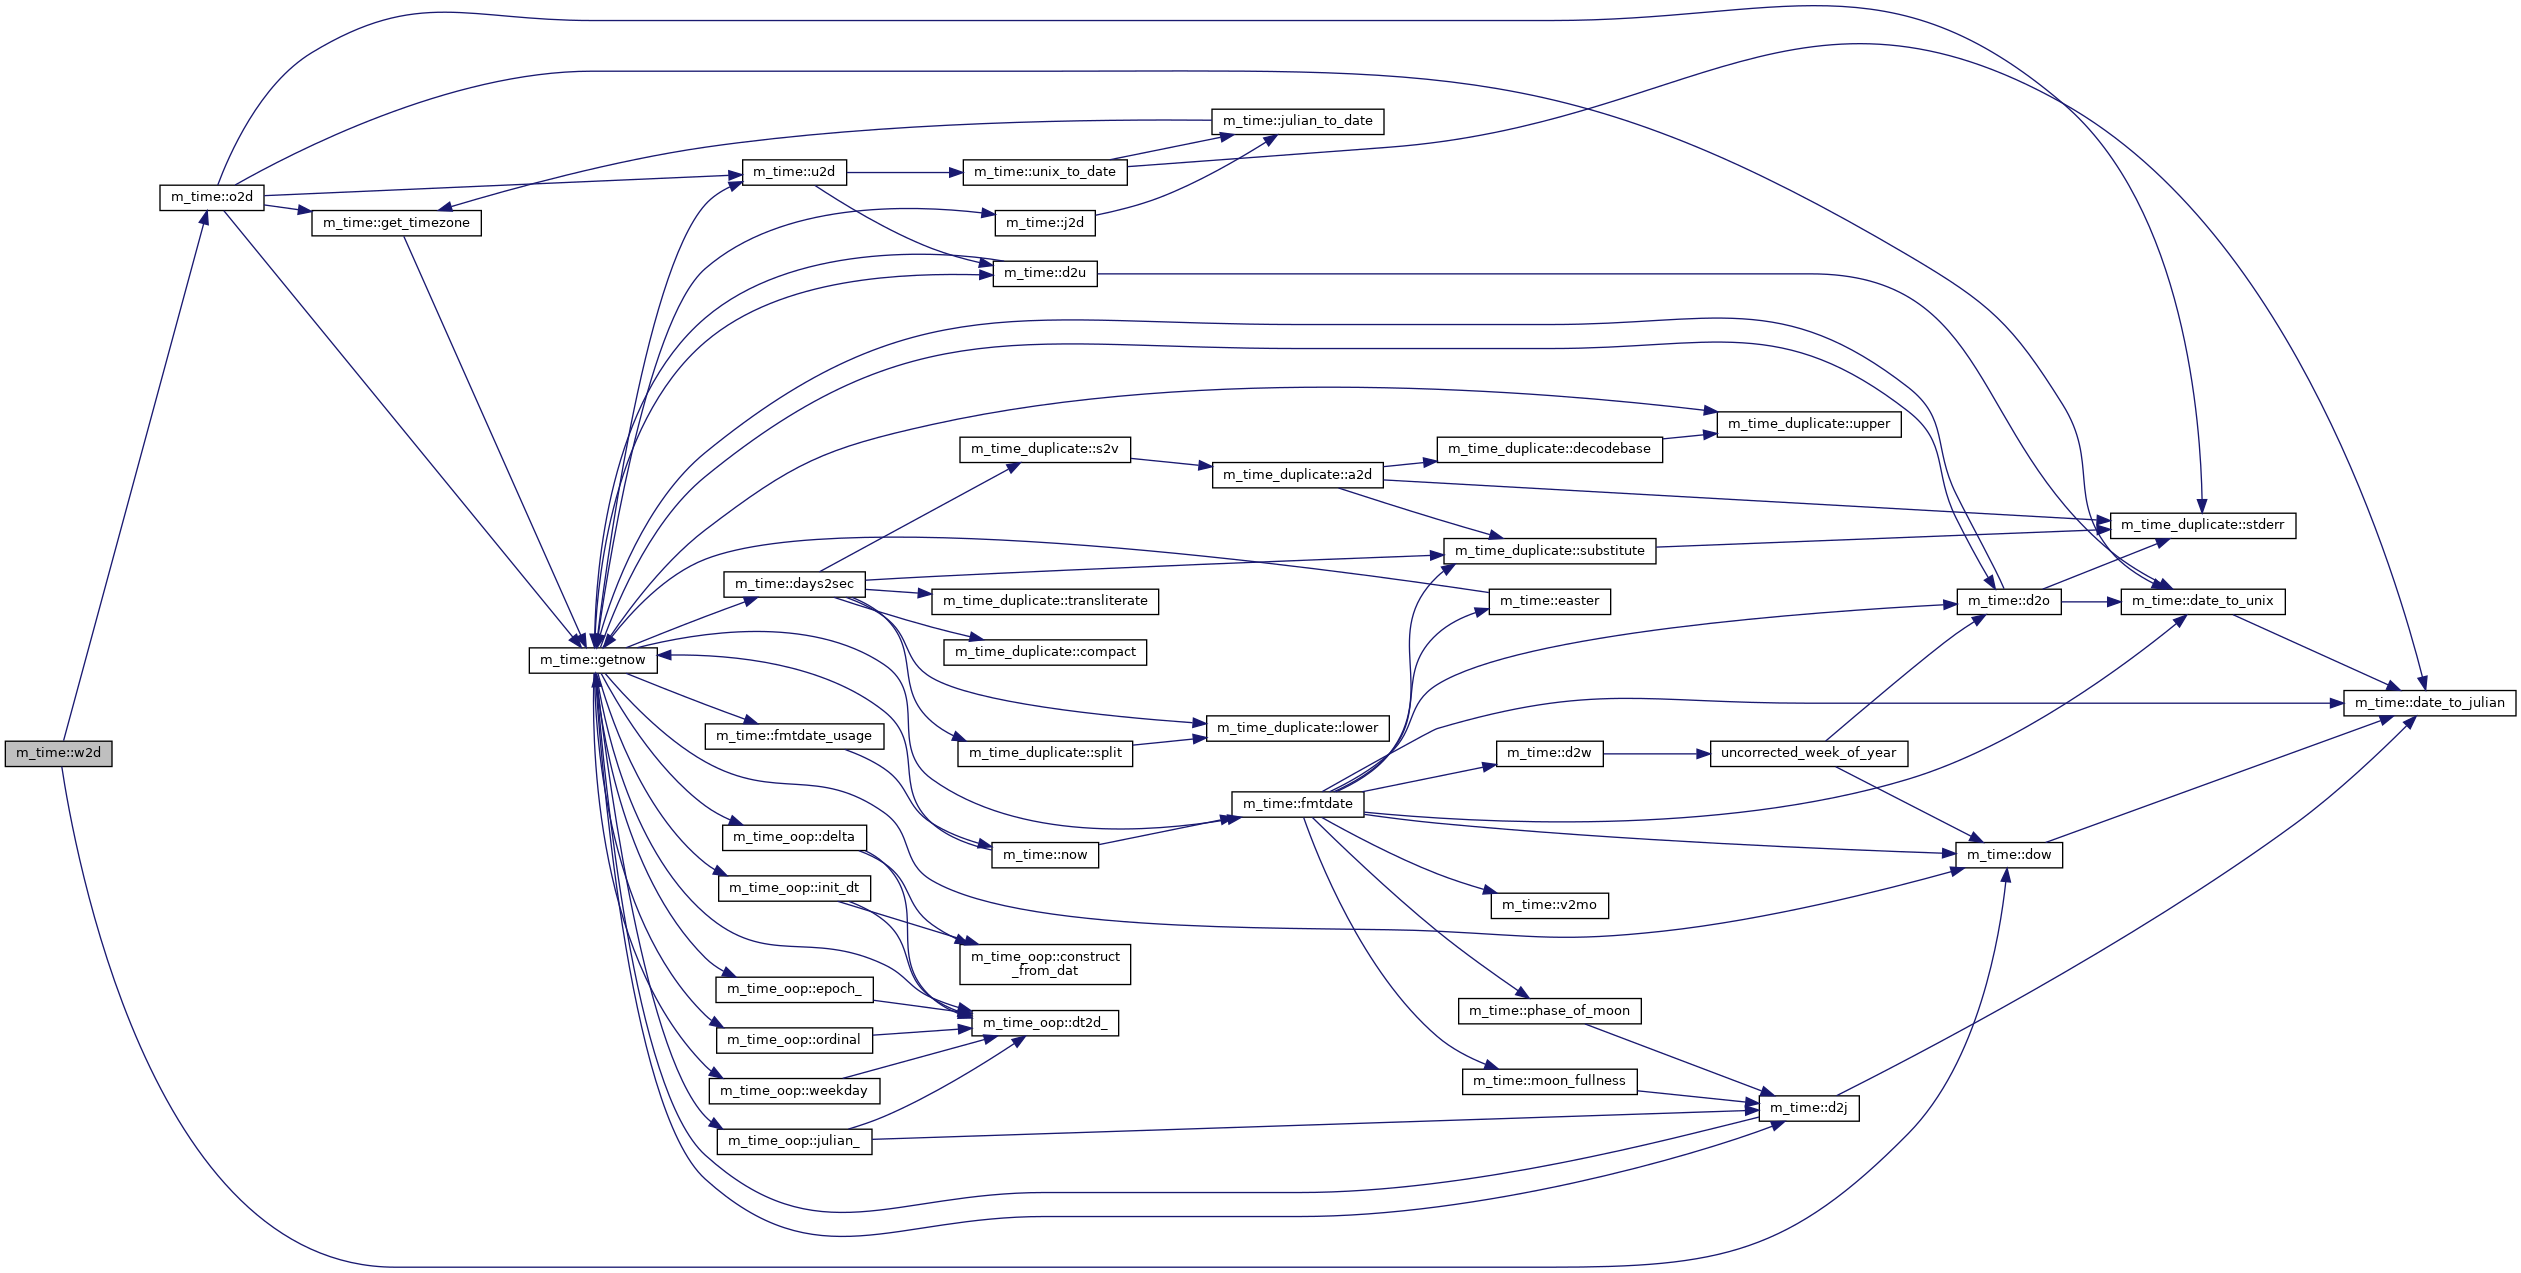 m_time::w2d
m_time::o2d
m_time::get_timezone
m_time::getnow
m_time::u2d
m_time::days2sec
m_time::fmtdate_usage
m_time_oop::delta
m_time_oop::init_dt
m_time_oop::epoch_
m_time_oop::ordinal
m_time_oop::weekday
m_time_oop::julian_
m_time::unix_to_date
m_time::j2d
m_time::d2u
m_time_duplicate::s2v
m_time_duplicate::transliterate
m_time_duplicate::compact
m_time_duplicate::split
m_time::now
m_time_oop::construct
_from_dat
m_time_oop::dt2d_
m_time::julian_to_date
m_time_duplicate::a2d
m_time_duplicate::lower
m_time::fmtdate
m_time_duplicate::decodebase
m_time_duplicate::substitute
m_time::easter
m_time::d2w
m_time::v2mo
m_time::phase_of_moon
m_time::moon_fullness
m_time_duplicate::upper
uncorrected_week_of_year
m_time::d2j
m_time::d2o
m_time::dow
m_time_duplicate::stderr
m_time::date_to_unix
m_time::date_to_julian